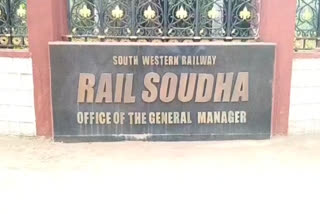 SOUTH WESTERN RAILWAY
RAIL SOUDHA
OFFICE OF THE GENERAL MANAGER